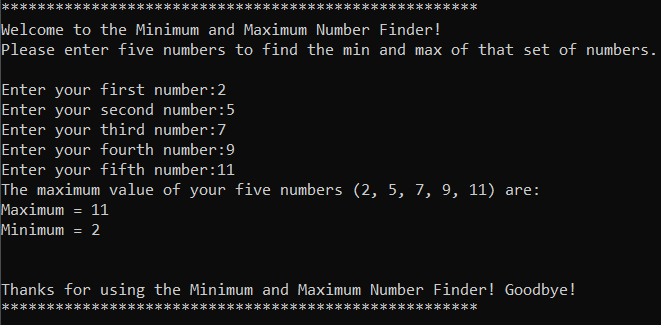 *****************************************************
Welcome to the Minimum and Maximum Number Finder!
Please enter five numbers to find the min and max of that set of numbers.
Enter your first number:2
Enter your second number:5
Enter your third number:7
Enter your fourth number:9
Enter your fifth number:11
The maximum value of your five numbers (2, 5, 7, 9, 11) are:
Maximum = 11
Minimum = 2
Thanks for using the Minimum and Maximum Number Finder! Goodbye!
*****************************************************